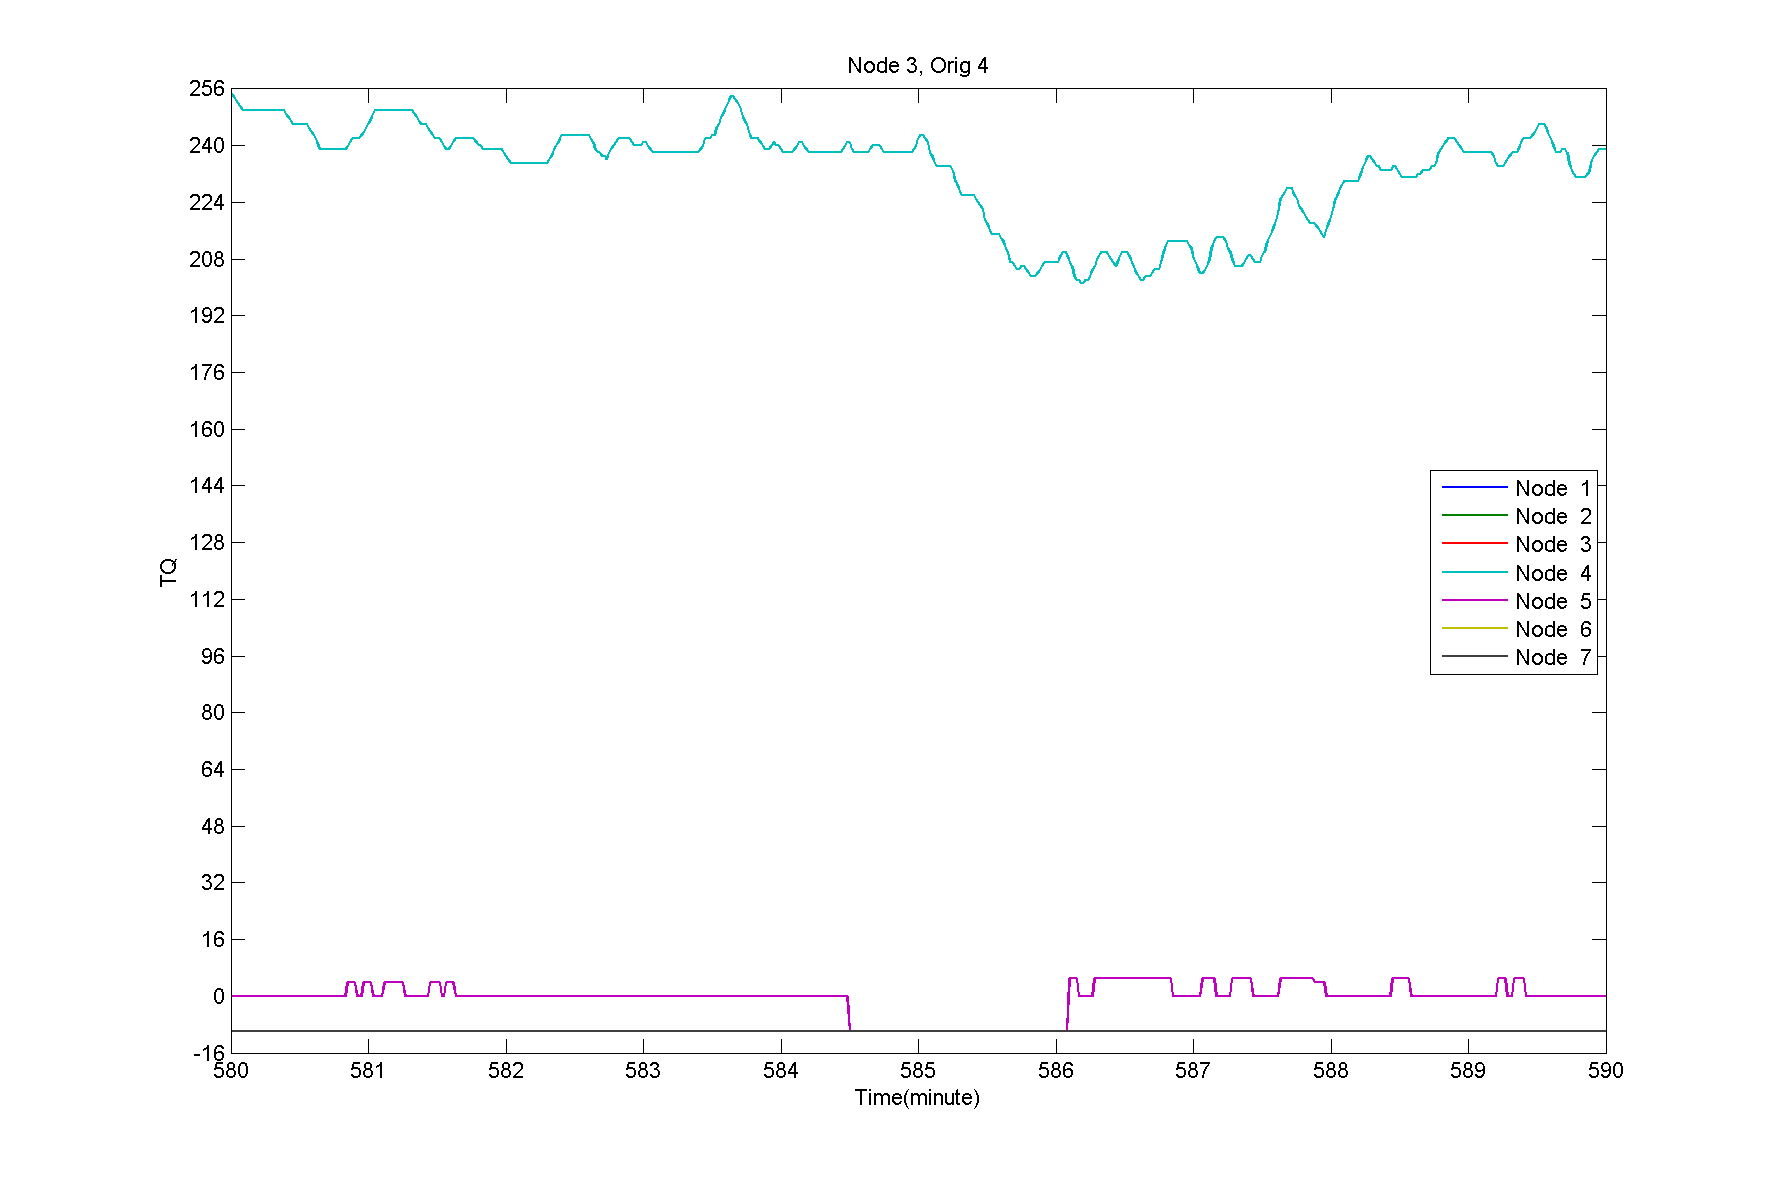 Node 3, Orig 4
256
240
224
208
192
176
160
144
128
112
96
80
64
48
32
16
0
-16
TQ
Node 1
Node 2
Node 3
Node 4
Node 5
Node 6
Node 7
580 581 582 583 584 585 586 587 588 589 590
Time(minute)